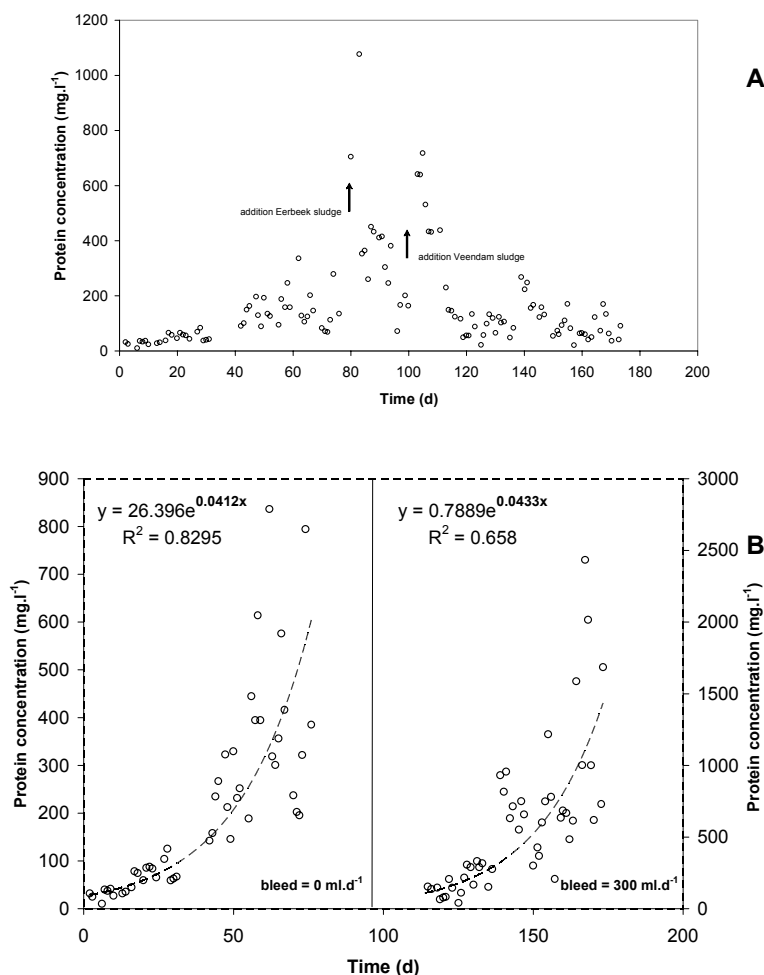 1200
1000
800
600
400
200
0
Protein concentration (mg.l-1)
addition Eerbeek sludge
addition Veendam sludge
0 20 40 60 80 100 120 140 160 180 200
Time (d)
A
900
800
700
600
500
400
300
200
100
0
Protein concentration (mg.l-1)
y = 26.396e0.0412x
R2 = 0.8295
bleed = 0 ml.d-1
y = 0.7889e0.0433x
R2 = 0.658
bleed = 300 ml.d-1
3000
2500
2000
1500
1000
500
0
Protein concentration (mg.l-1)
B
0 50 100 150 200
Time (d)